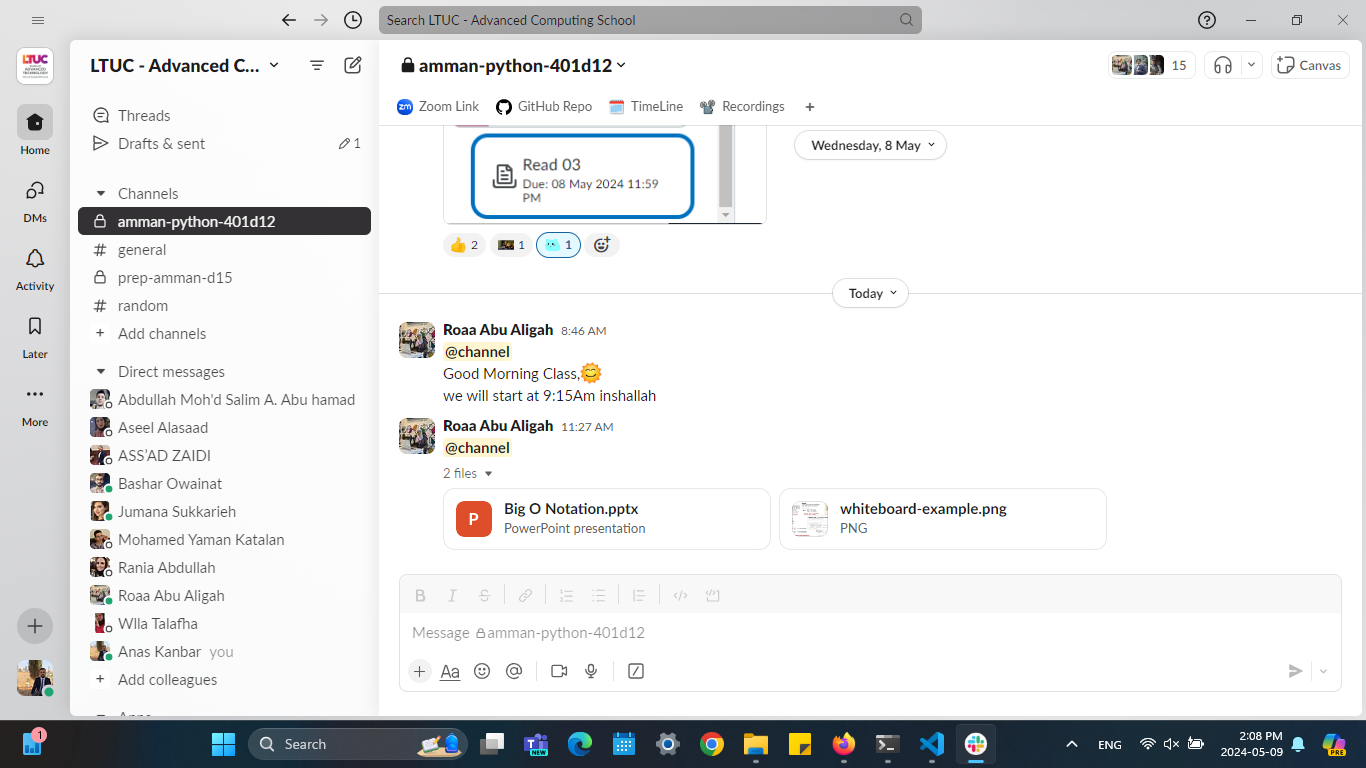 Search LTUC - Advanced Computing School
LTUC
LTUC - Advanced C...
Home
DMs
Activity
Later
More
Threads
Drafts & sent
1
Channels
amman-python-401d12
general
prep-amman-d15
random
Add channels
Direct messages
Abdullah Moh'd Salim A. Abu hamad
Aseel Alasaad
ASS'AD ZAIDI
Bashar Owainat
Jumana Sukkarieh
Mohamed Yaman Katalan
Rania Abdullah
Roaa Abu Aligah
Wlla Talafha
Anas Kanbar you
Add colleagues
amman-python-401d12
15
Canvas
zm Zoom Link
GitHub Repo
TimeLine
Recordings
Wednesday, 8 May
Read 03
Due: 08 May 2024 11:59
PM
2
1
1
Today
Roaa Abu Aligah 8:46 AM
@channel
Good Morning Class,
we will start at 9:15Am inshallah
Roaa Abu Aligah 11:27 AM
@channel
2 files
P
Big O Notation.pptx
PowerPoint presentation
whiteboard-example.png
PNG
B I S
Message amman-python-401d12
Aa
1
Search
NEW
ENG
2:08 PM
2024-05-09
PRE